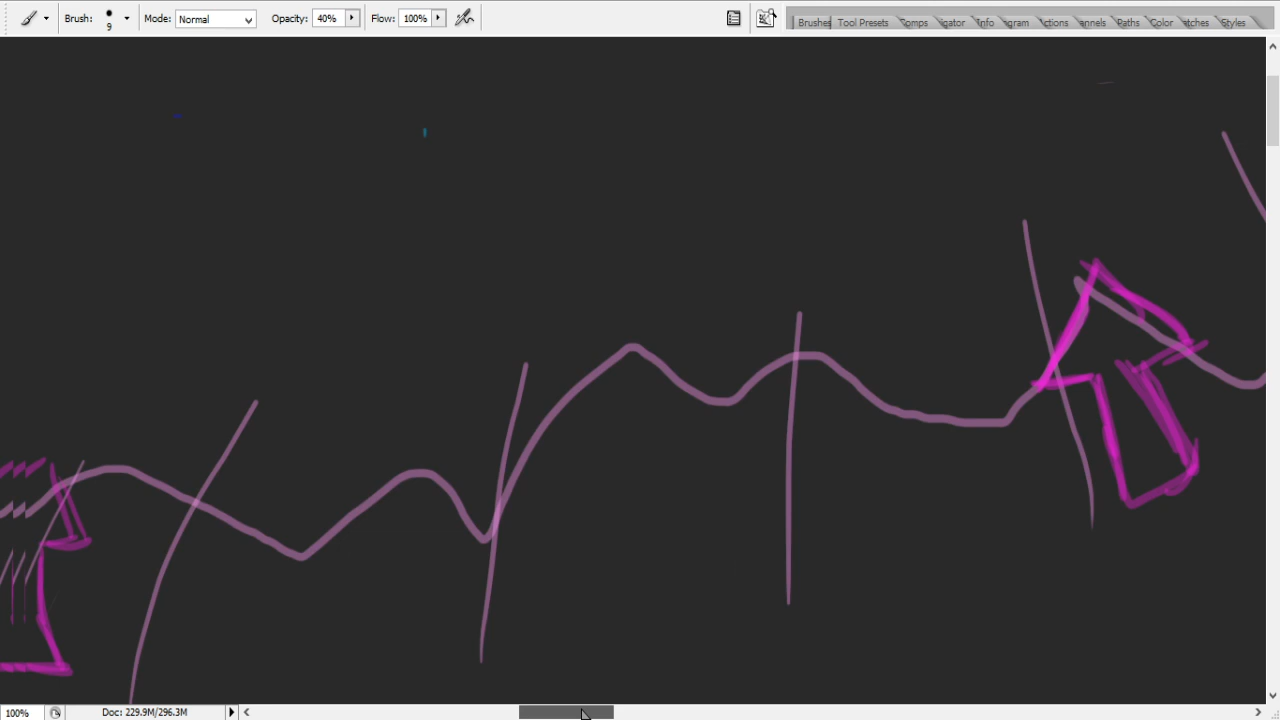 Brush: Mode: Normal Opacity: 40% Flow: 100% Brushes Tool Presets Info Paths Color Styles
9
100% Doc: 229.9M/296.3M